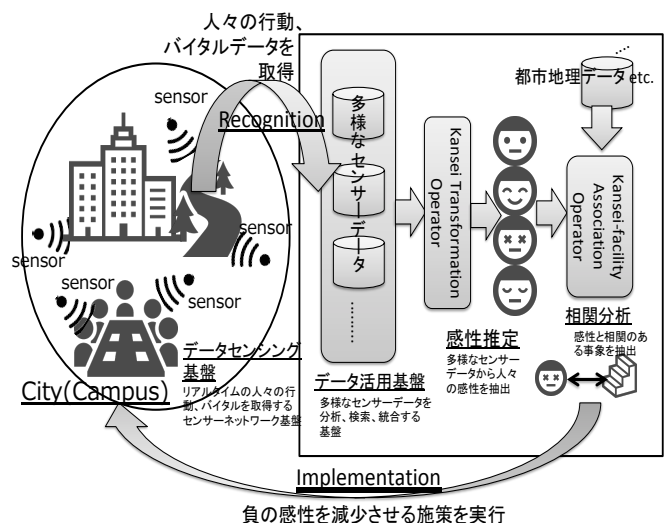 人々の行動、
バイタルデータを
取得
Recognition
sensor
sensor
sensor
sensor
sensor
City(Campus)
データセンシング
基盤
リアルタイムの人々の行
動、バイタルを取得する
センサーネットワーク基盤
多様なセンサーデータ
………
データ活用基盤
多様なセンサーデータを
分析、検索、統合する
基盤
Kansei Transformation
Operator
感性推定
多様なセンサー
データから人々
の感性を抽出
……
都市地理データ etc.
Kansei-facility
Association
Operator
相関分析
感性と相関のあ
る事象を抽出
Implementation
負の感性を減少させる施策を実行